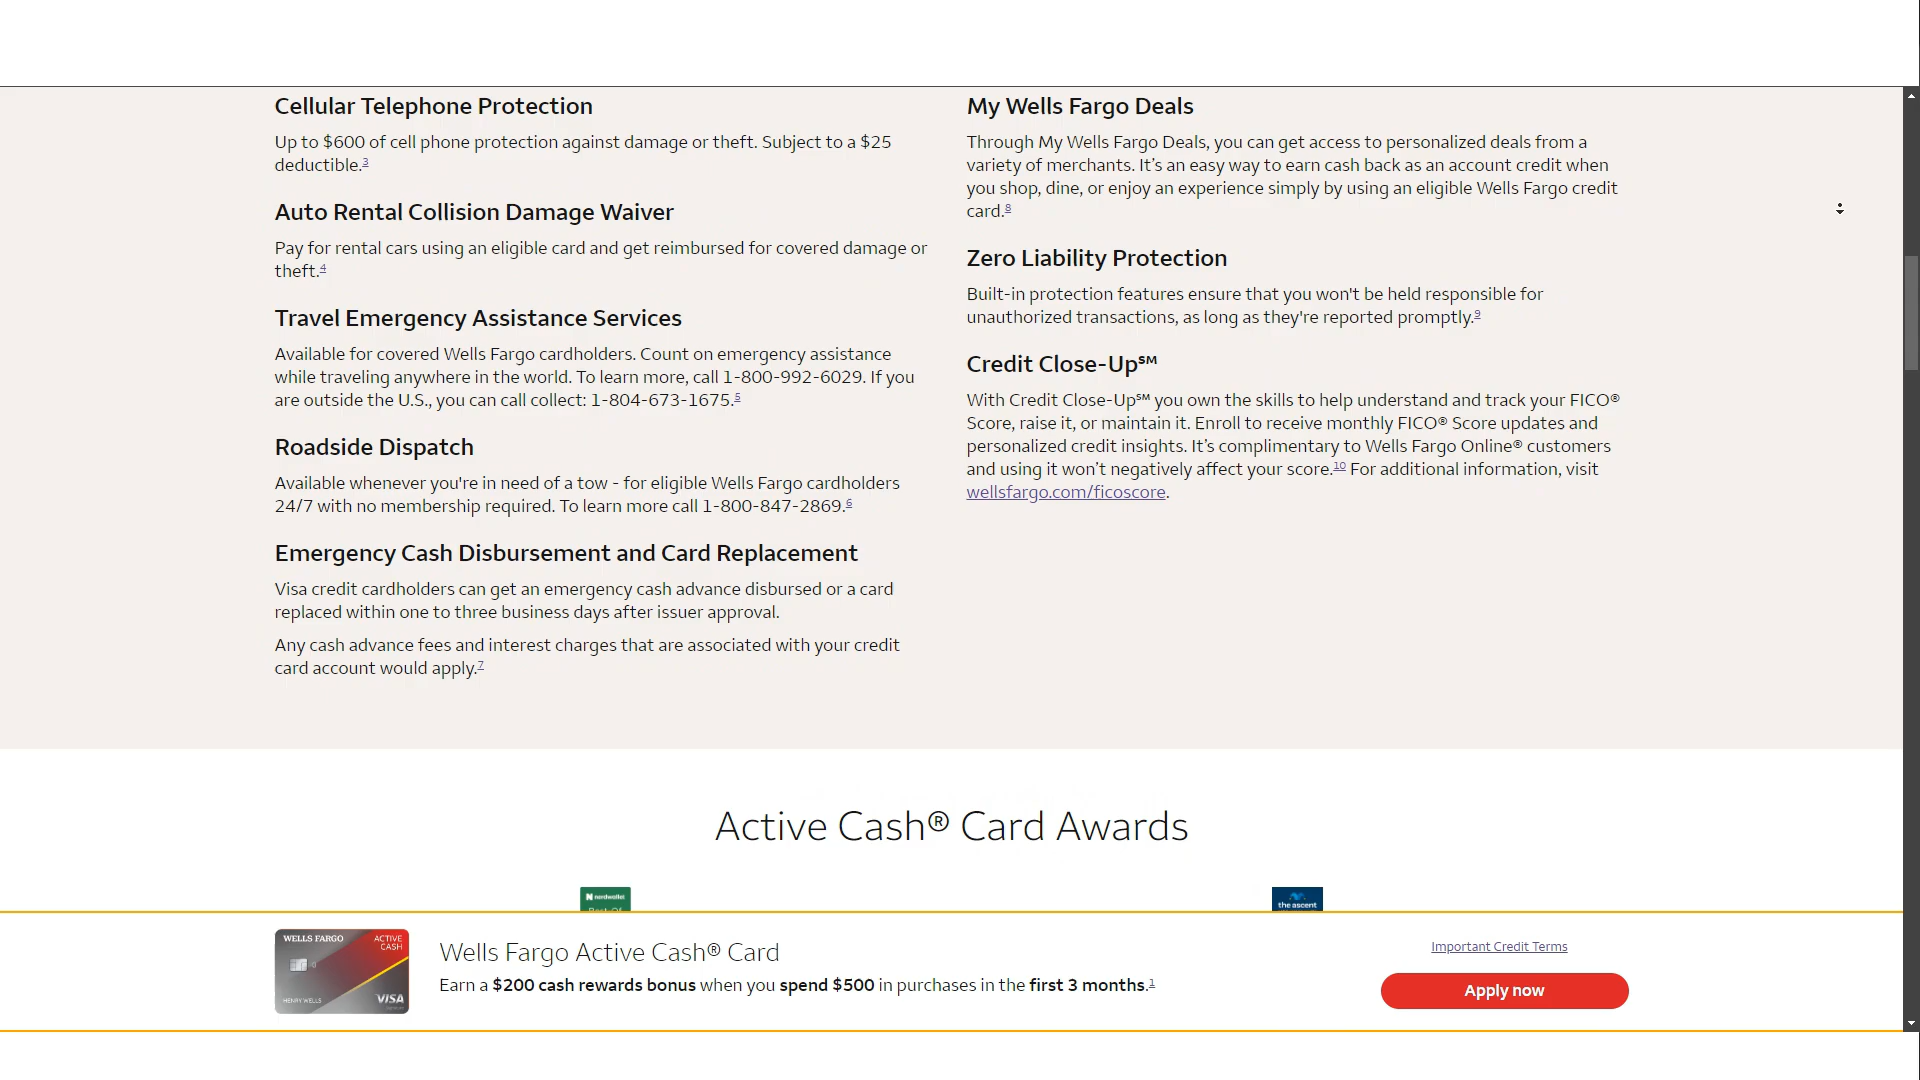 Cellular Telephone Protection
Up to $600 of cell phone protection against damage or theft. Subject to a $25
deductible.3
Auto Rental Collision Damage Waiver
Pay for rental cars using an eligible card and get reimbursed for covered damage or
theft.4
Travel Emergency Assistance Services
Available for covered Wells Fargo cardholders. Count on emergency assistance
while traveling anywhere in the world. To learn more, call 1-800-992-6029. If you
are outside the U.S., you can call collect: 1-804-673-1675.5
Roadside Dispatch
Available whenever you're in need of a tow - for eligible Wells Fargo cardholders
24/7 with no membership required. To learn more call 1-800-847-2869.6
Emergency Cash Disbursement and Card Replacement
Visa credit cardholders can get an emergency cash advance disbursed or a card
replaced within one to three business days after issuer approval.
Any cash advance fees and interest charges that are associated with your credit
card account would apply.7
My Wells Fargo Deals
Through My Wells Fargo Deals, you can get access to personalized deals from a
variety of merchants. It’s an easy way to earn cash back as an account credit when
you shop, dine, or enjoy an experience simply by using an eligible Wells Fargo credit
card.8
Zero Liability Protection
Built-in protection features ensure that you won't be held responsible for
unauthorized transactions, as long as they're reported promptly.9
Credit Close-Up℠
With Credit Close-Up℠ you own the skills to help understand and track your FICO®
Score, raise it, or maintain it. Enroll to receive monthly FICO® Score updates and
personalized credit insights. It’s complimentary to Wells Fargo Online® customers
and using it won’t negatively affect your score.10 For additional information, visit
wellsfargo.com/ficoscore.
Active Cash® Card Awards
nerdwallet
Best-Of
the ascent
WELLS FARGO
ACTIVE
CASH
HENRY WELLS
VISA
Wells Fargo Active Cash® Card
Earn a $200 cash rewards bonus when you spend $500 in purchases in the first 3 months.1
Important Credit Terms
Apply now